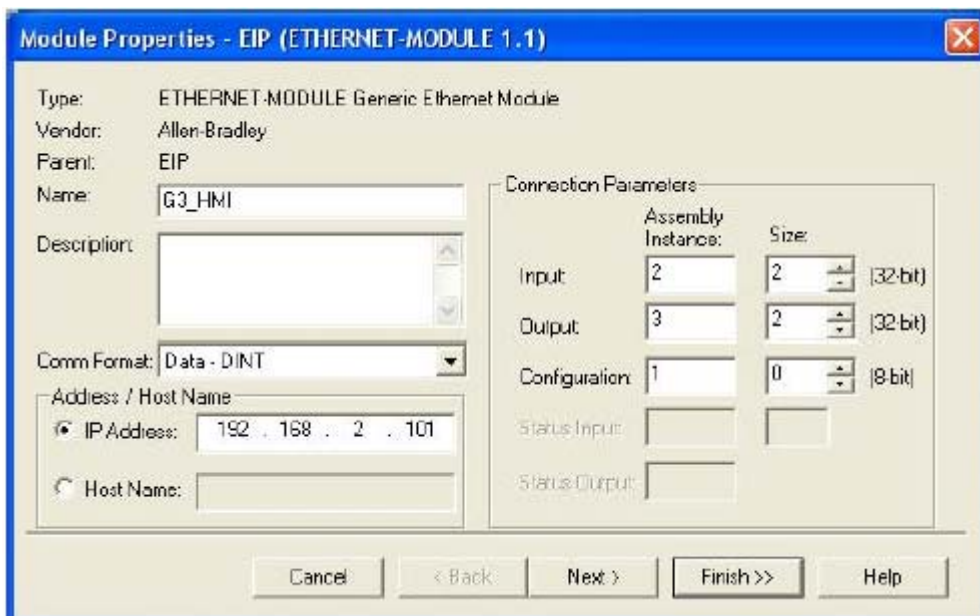 Module Properties - EIP (ETHERNET-MODULE 1.1)
Type: ETHERNET-MODULE Generic Ethernet Module
Vendor: Allen-Bradley
Parent: EIP
Name: G3_HMI
Description:
Comm Format: Data - DINT
Address / Host Name
IP Address: 192 . 168 . 2 . 101
Host Name:
Connection Parameters
Assembly Instance: Size:
Input: 2 2 (32-bit)
Output: 3 2 (32-bit)
Configuration: 1 0 (8-bit)
Status Input:
Status Output:
Cancel < Back Next > Finish >> Help